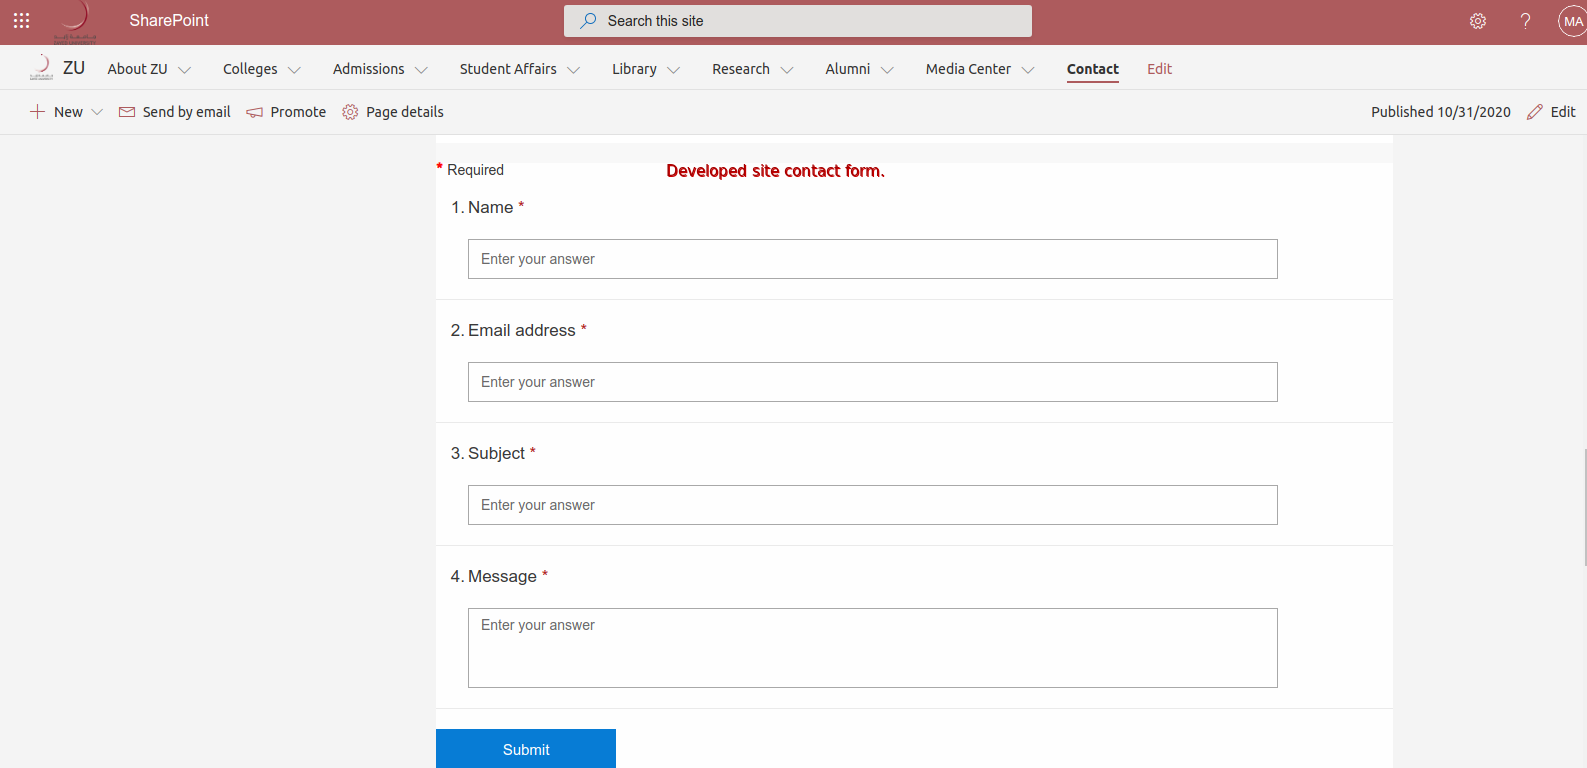 SharePoint
Search this site
?
MA
ZU
About ZU
Colleges
Admissions
Student Affairs
Library
Research
Alumni
Media Center
Contact
Edit
New
Send by email
Promote
Page details
Published 10/31/2020
Edit
* Required
Developed site contact form.
1. Name *
Enter your answer
2. Email address *
Enter your answer
3. Subject *
Enter your answer
4. Message *
Enter your answer
Submit